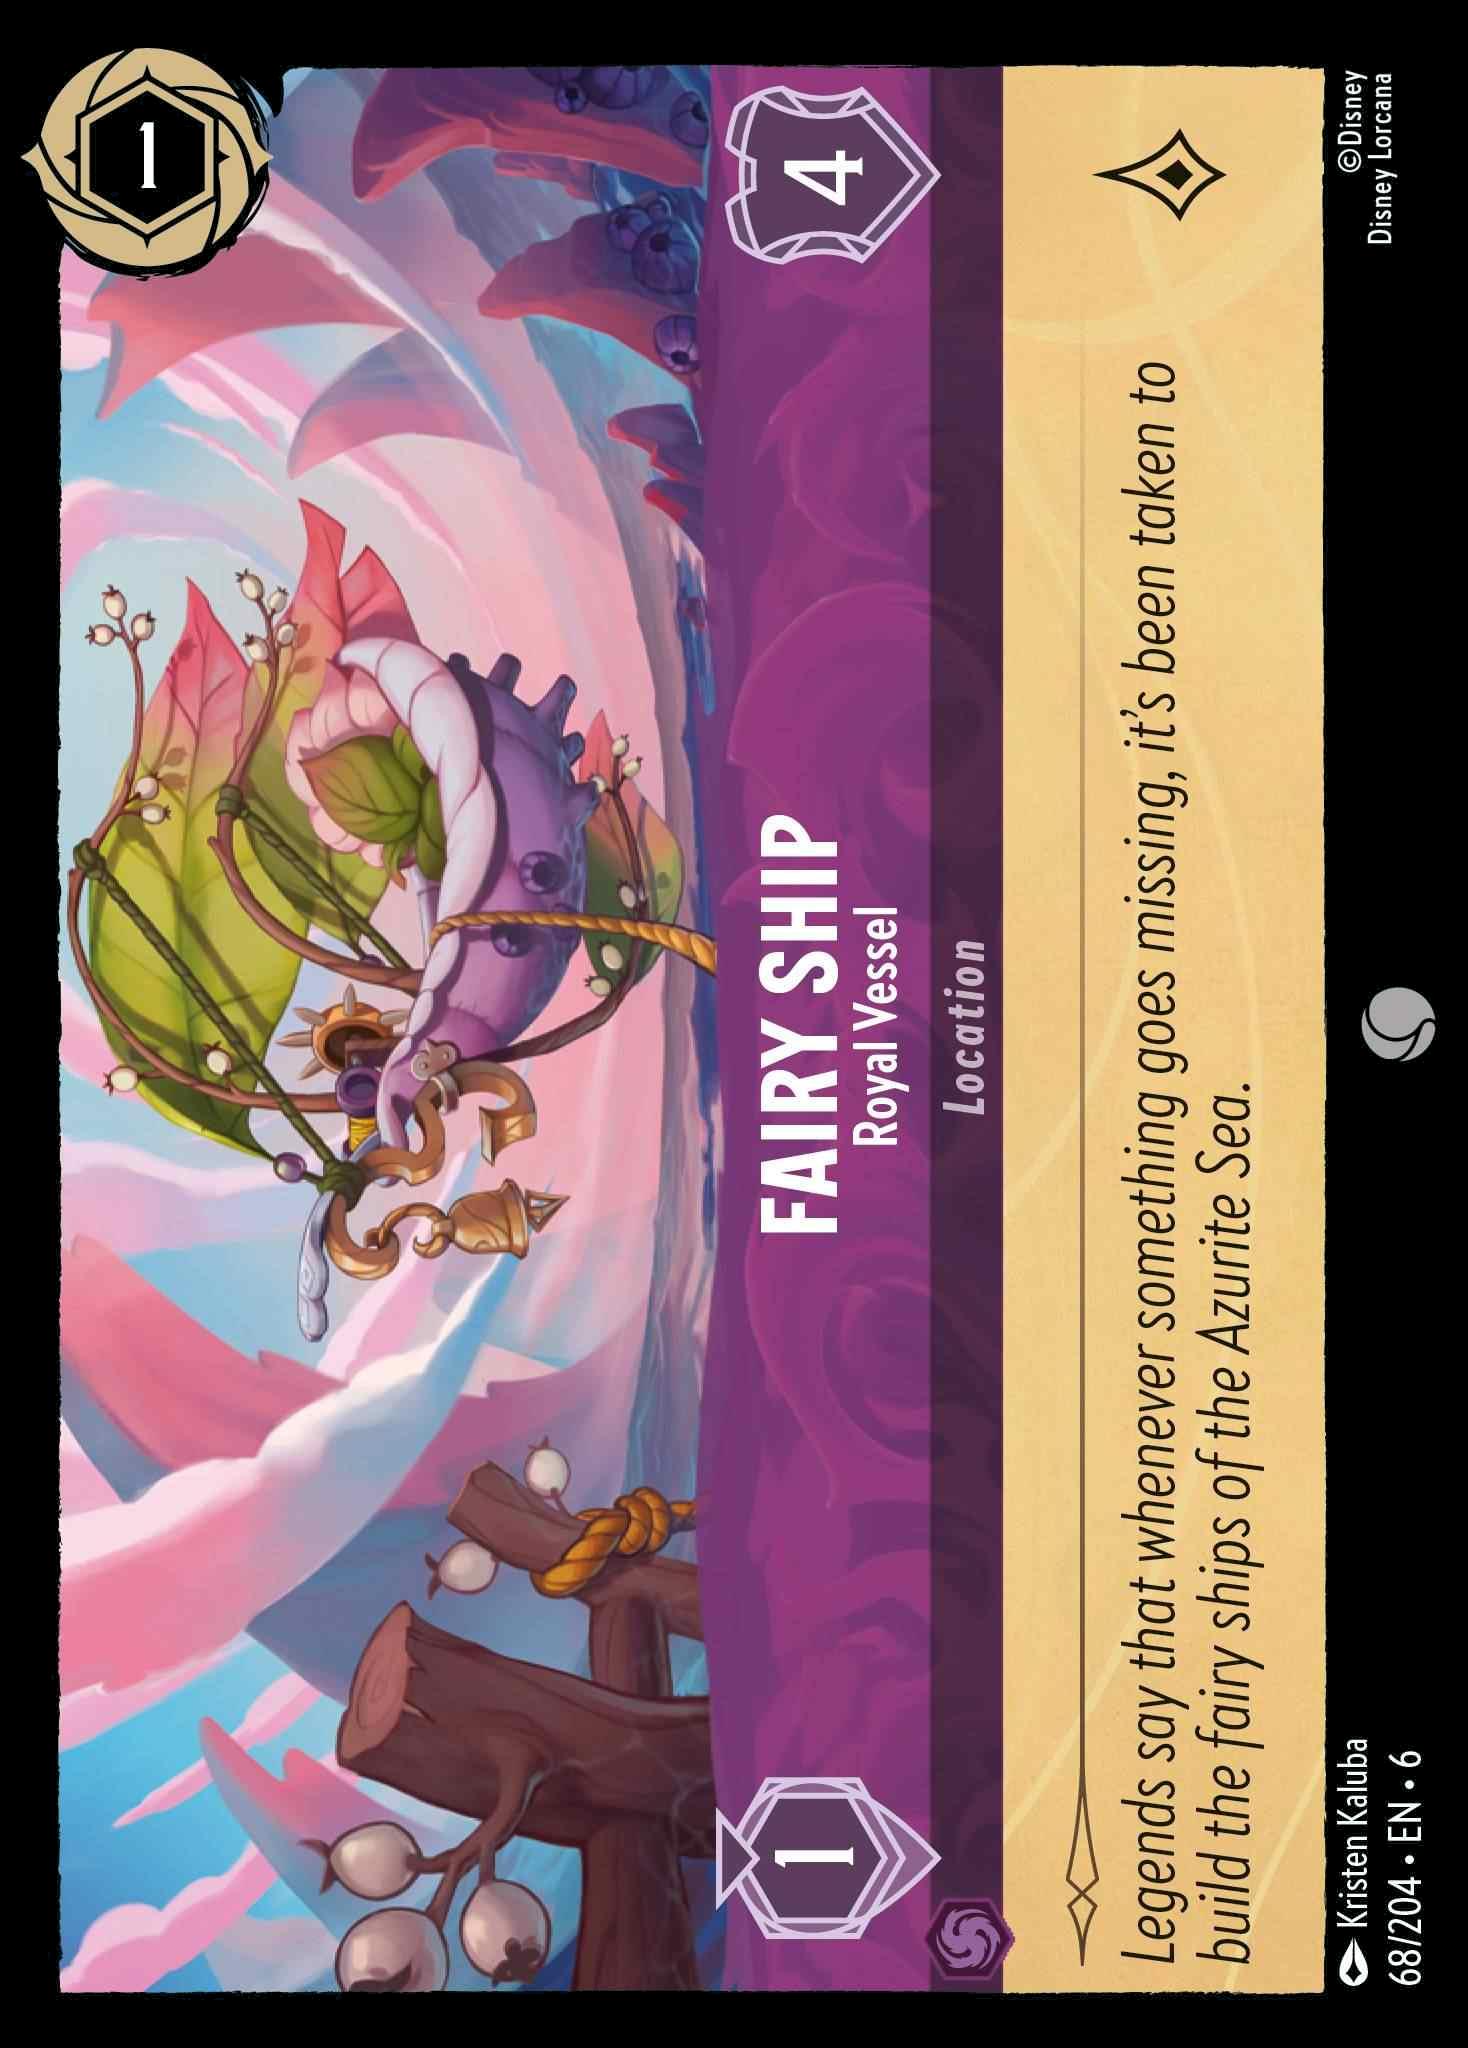 1
1
FAIRY SHIP
4
Royal Vessel
Location
Legends say that whenever something goes missing, it's been taken to
build the fairy ships of the Azurite Sea.
Kristen Kaluba
©Disney
68/204 • EN • 6
Disney Lorcana